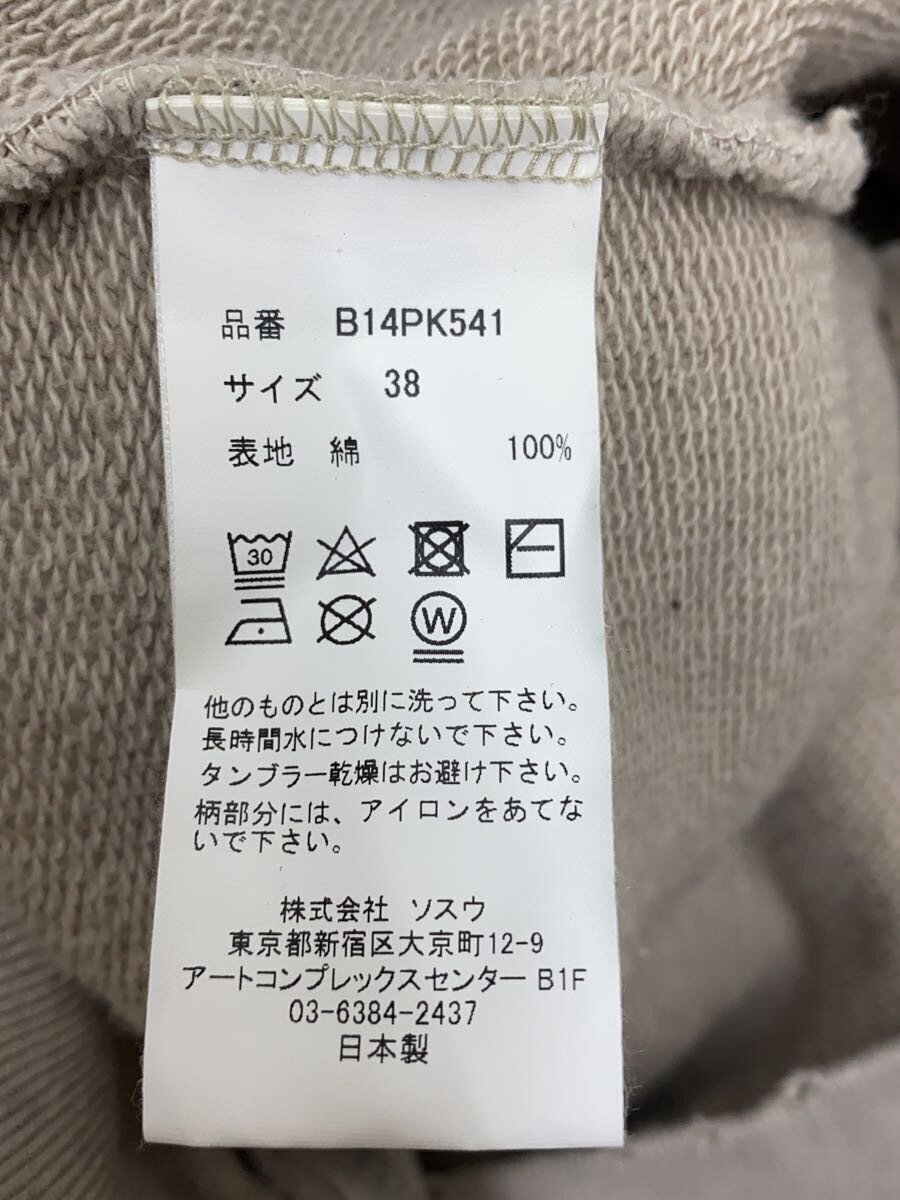 品番 B14PK541
サイズ 38
表地 綿 100%
30
W
他のものとは別に洗って下さい。
長時間水につけないで下さい。
タンブラー乾燥はお避け下さい。
柄部分には、アイロンをあてな
いで下さい。
株式会社 ソスウ
東京都新宿区大京町12-9
アートコンプレックスセンター B1F
03-6384-2437
日本製